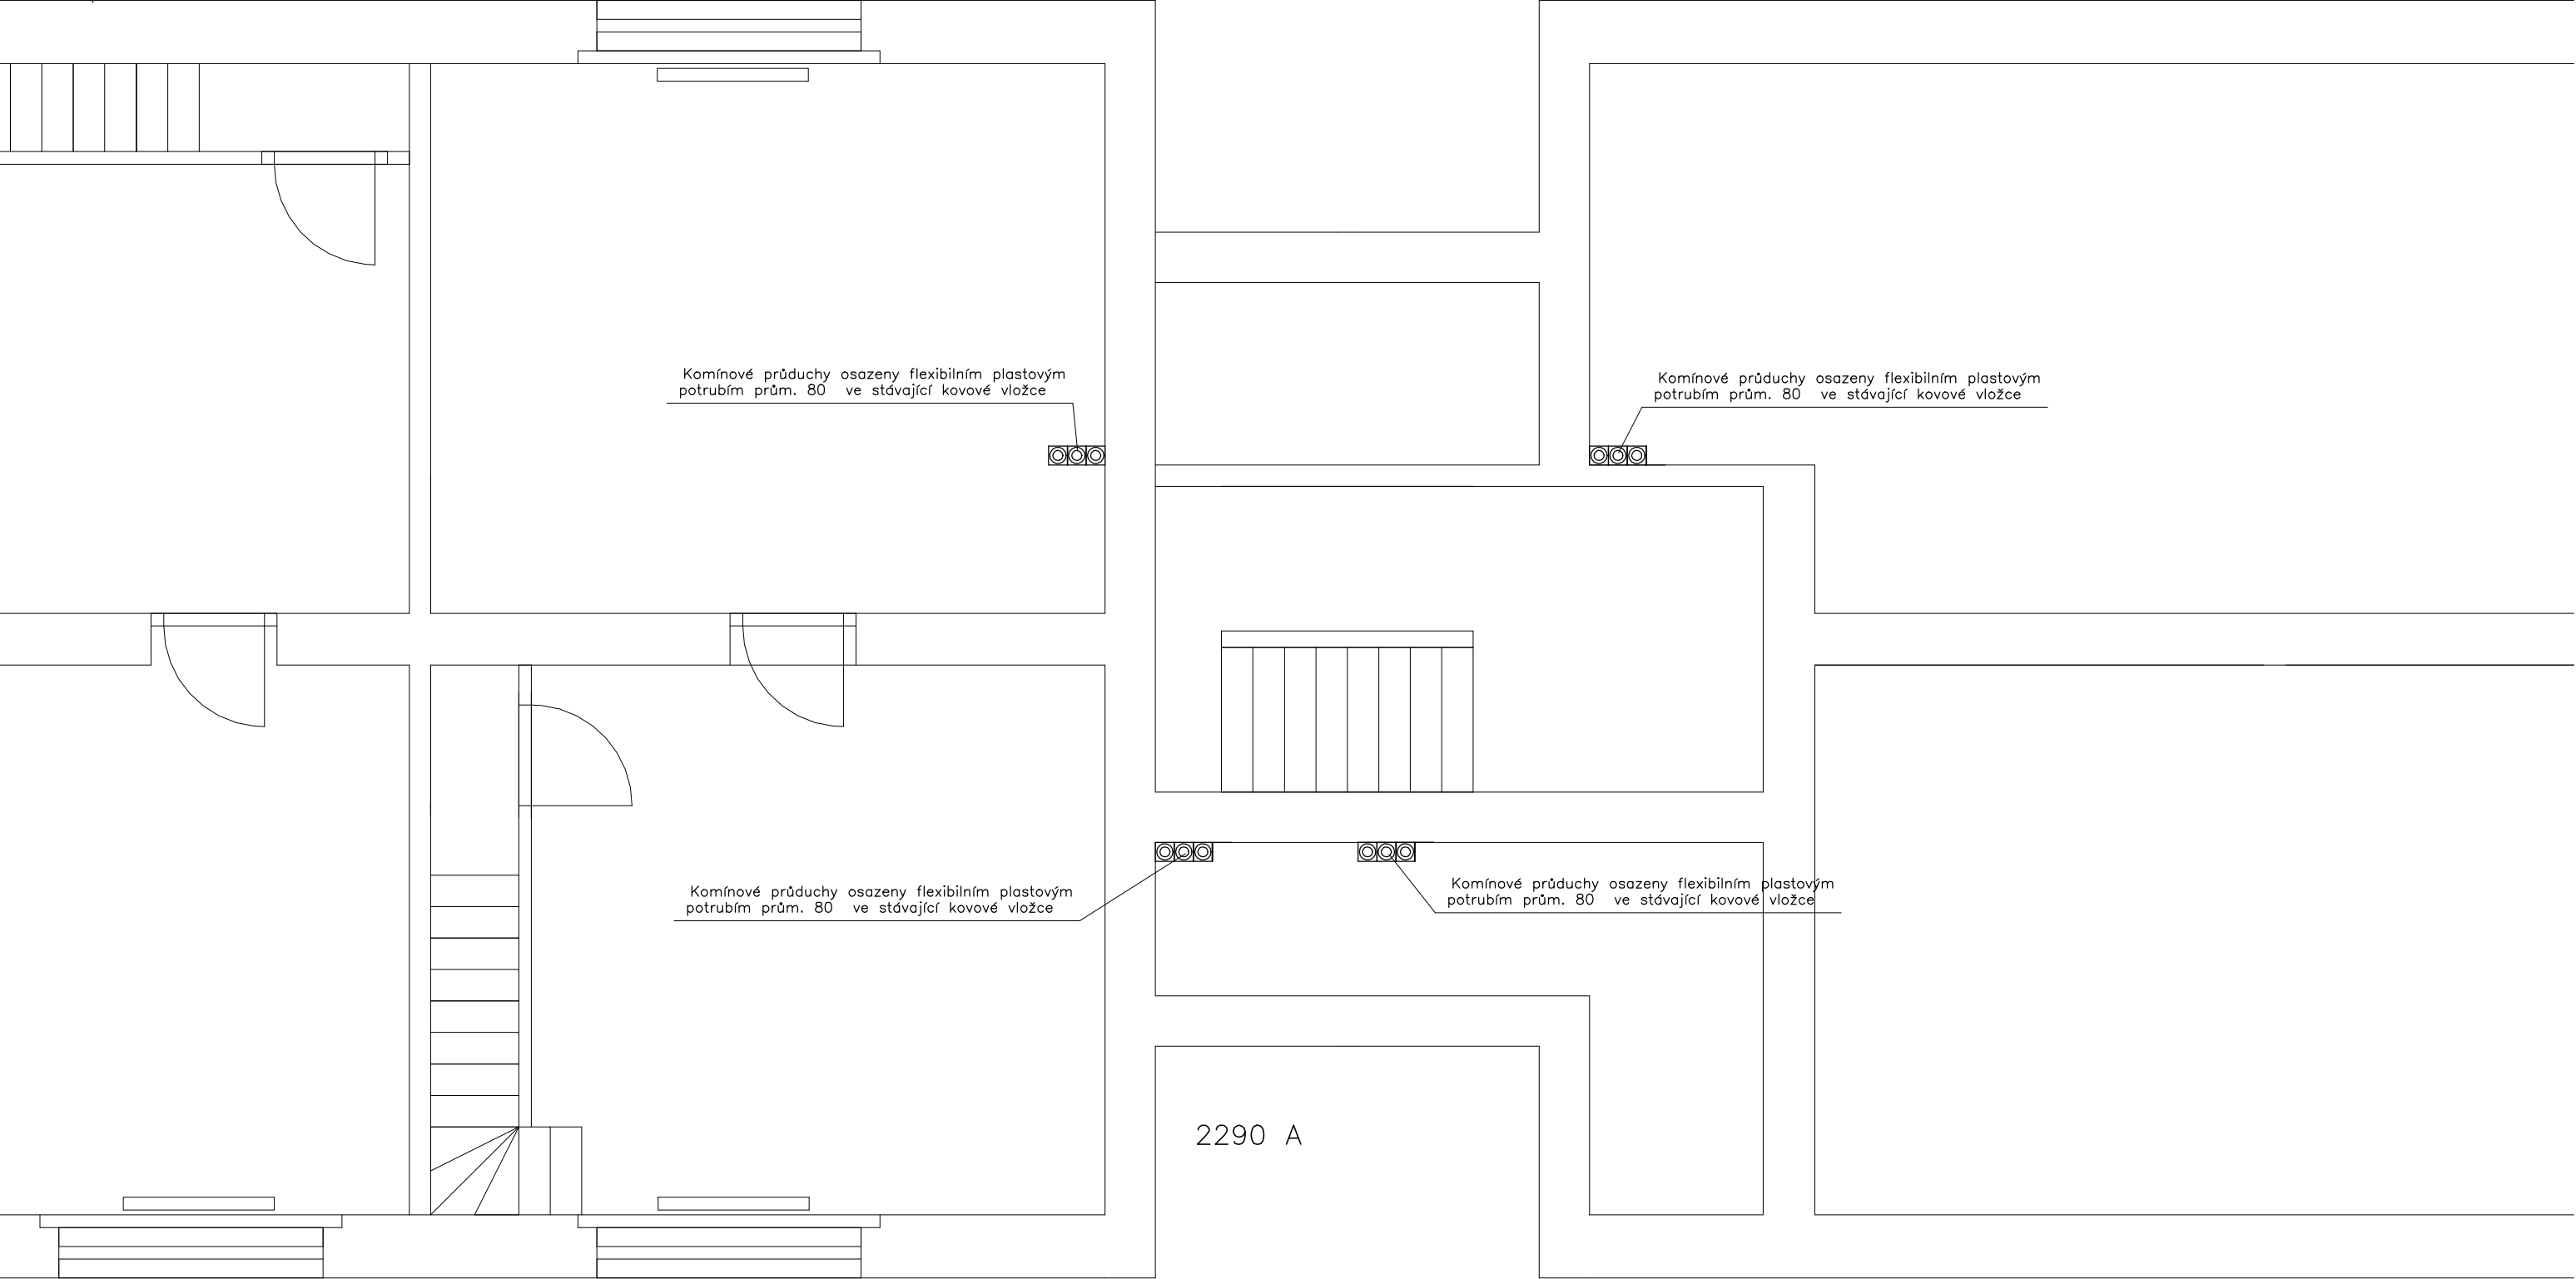 Komínové průduchy osazeny flexibilním plastovým
potrubím prům. 80 ve stávající kovové vložce
Komínové průduchy osazeny flexibilním plastovým
potrubím prům. 80 ve stávající kovové vložce
Komínové průduchy osazeny flexibilním plastovým
potrubím prům. 80 ve stávající kovové vložce
Komínové průduchy osazeny flexibilním plastovým
potrubím prům. 80 ve stávající kovové vložce
2290 A